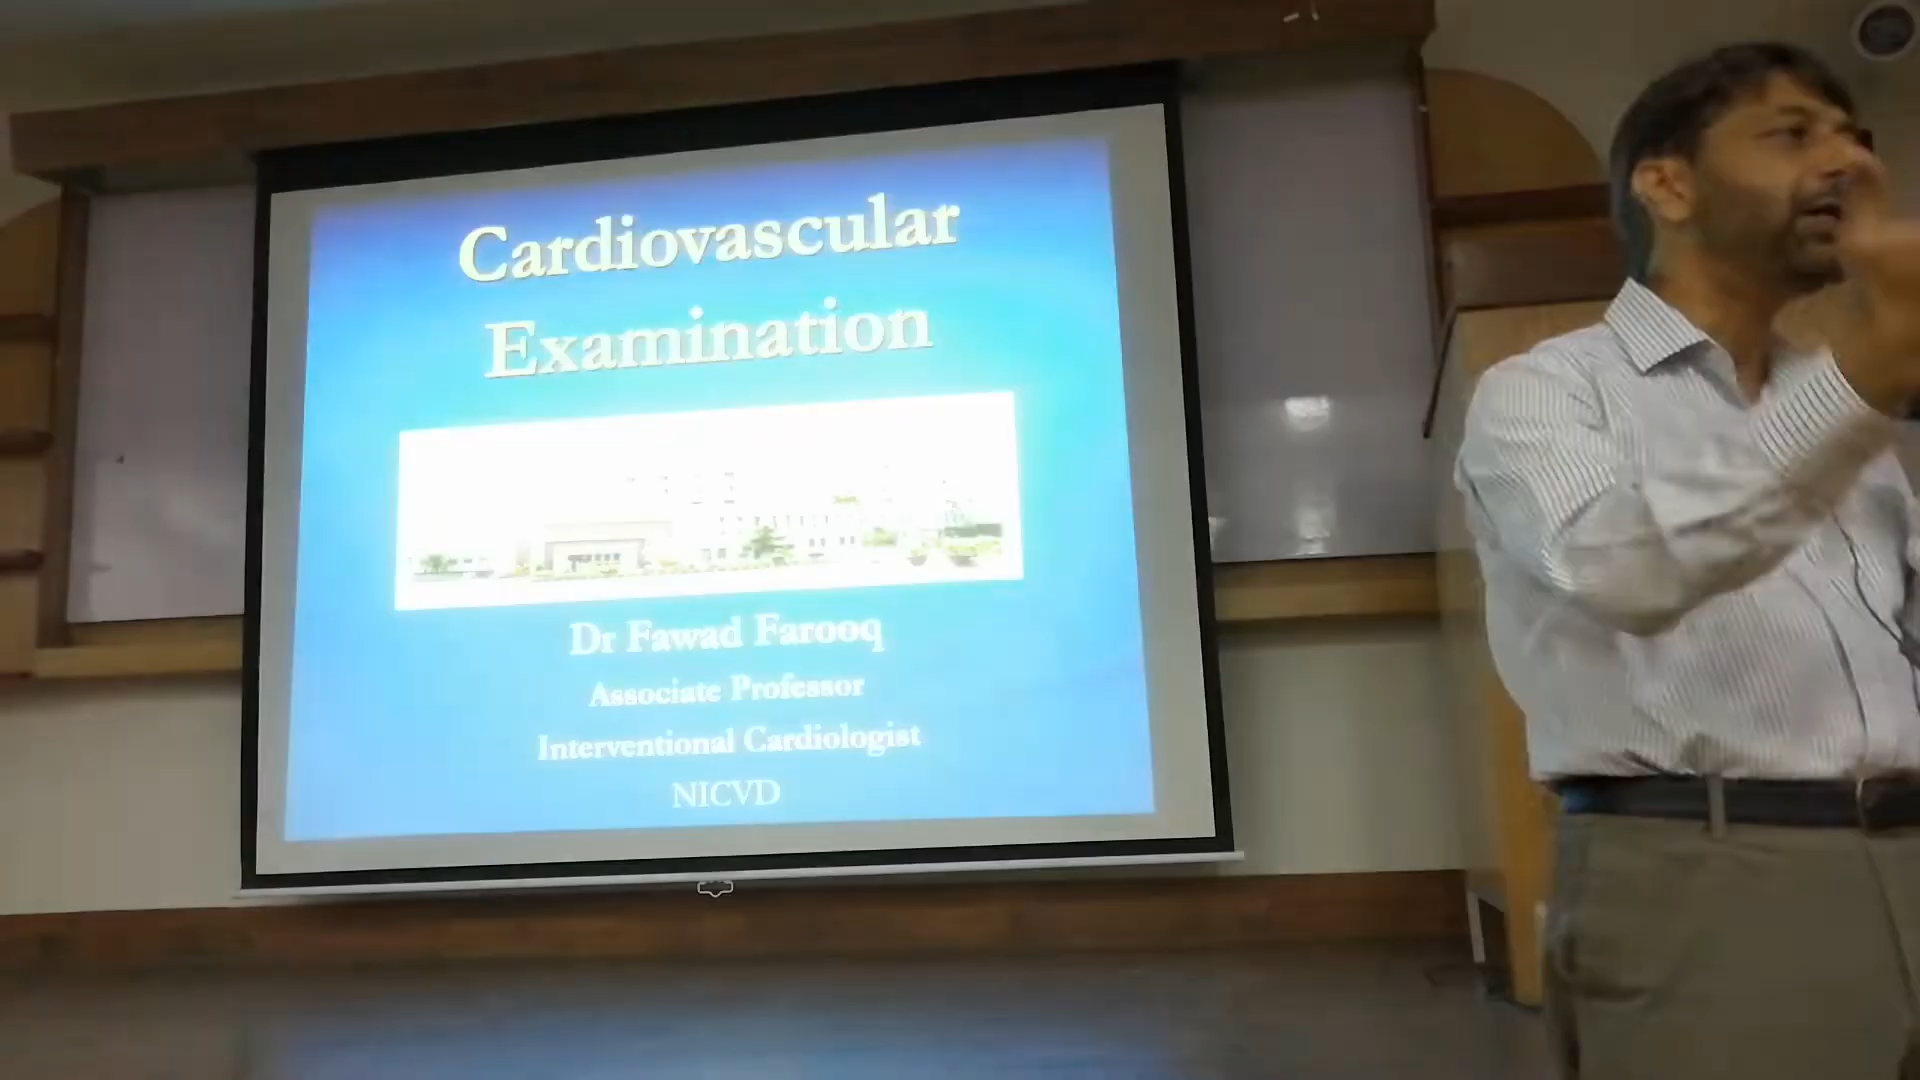 Cardiovascular
Examination
Dr Fawad Farooq
Associate Professor
Interventional Cardiologist
NICVD